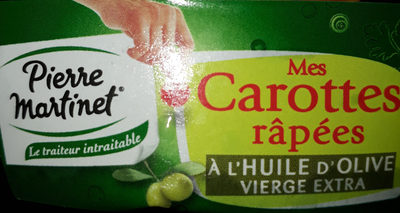 Pierre
Martinet®
Le traiteur intraitable
Mes
Carottes
râpées
À L'HUILE D'OLIVE
VIERGE EXTRA